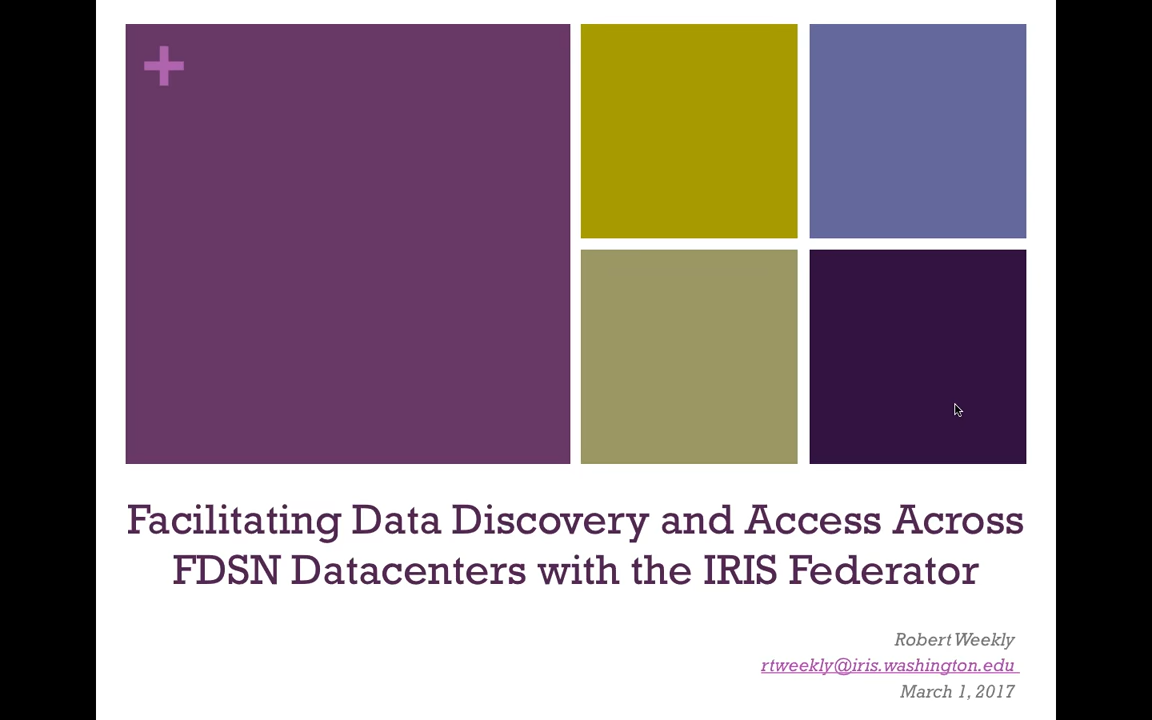 +
Facilitating Data Discovery and Access Across
FDSN Datacenters with the IRIS Federator
Robert Weekly
rtweekly@iris.washington.edu
March 1, 2017